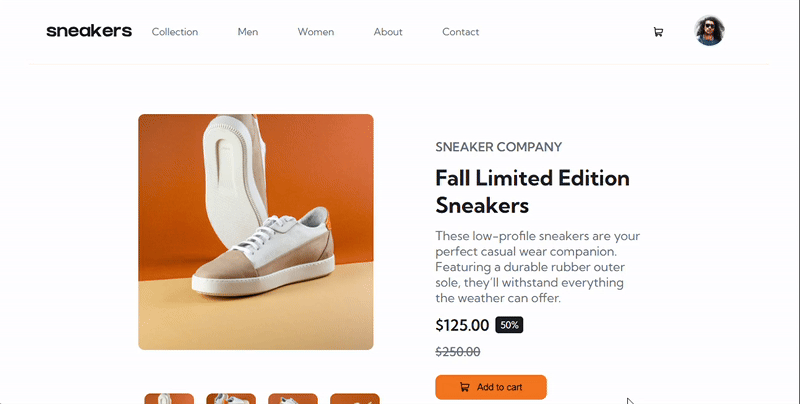 sneakers
Collection
Men
Women
About
Contact
SNEAKER COMPANY
Fall Limited Edition
Sneakers
These low-profile sneakers are your
perfect casual wear companion.
Featuring a durable rubber outer
sole, they'll withstand everything
the weather can offer.
$125.00 50%
$250.00
Add to cart